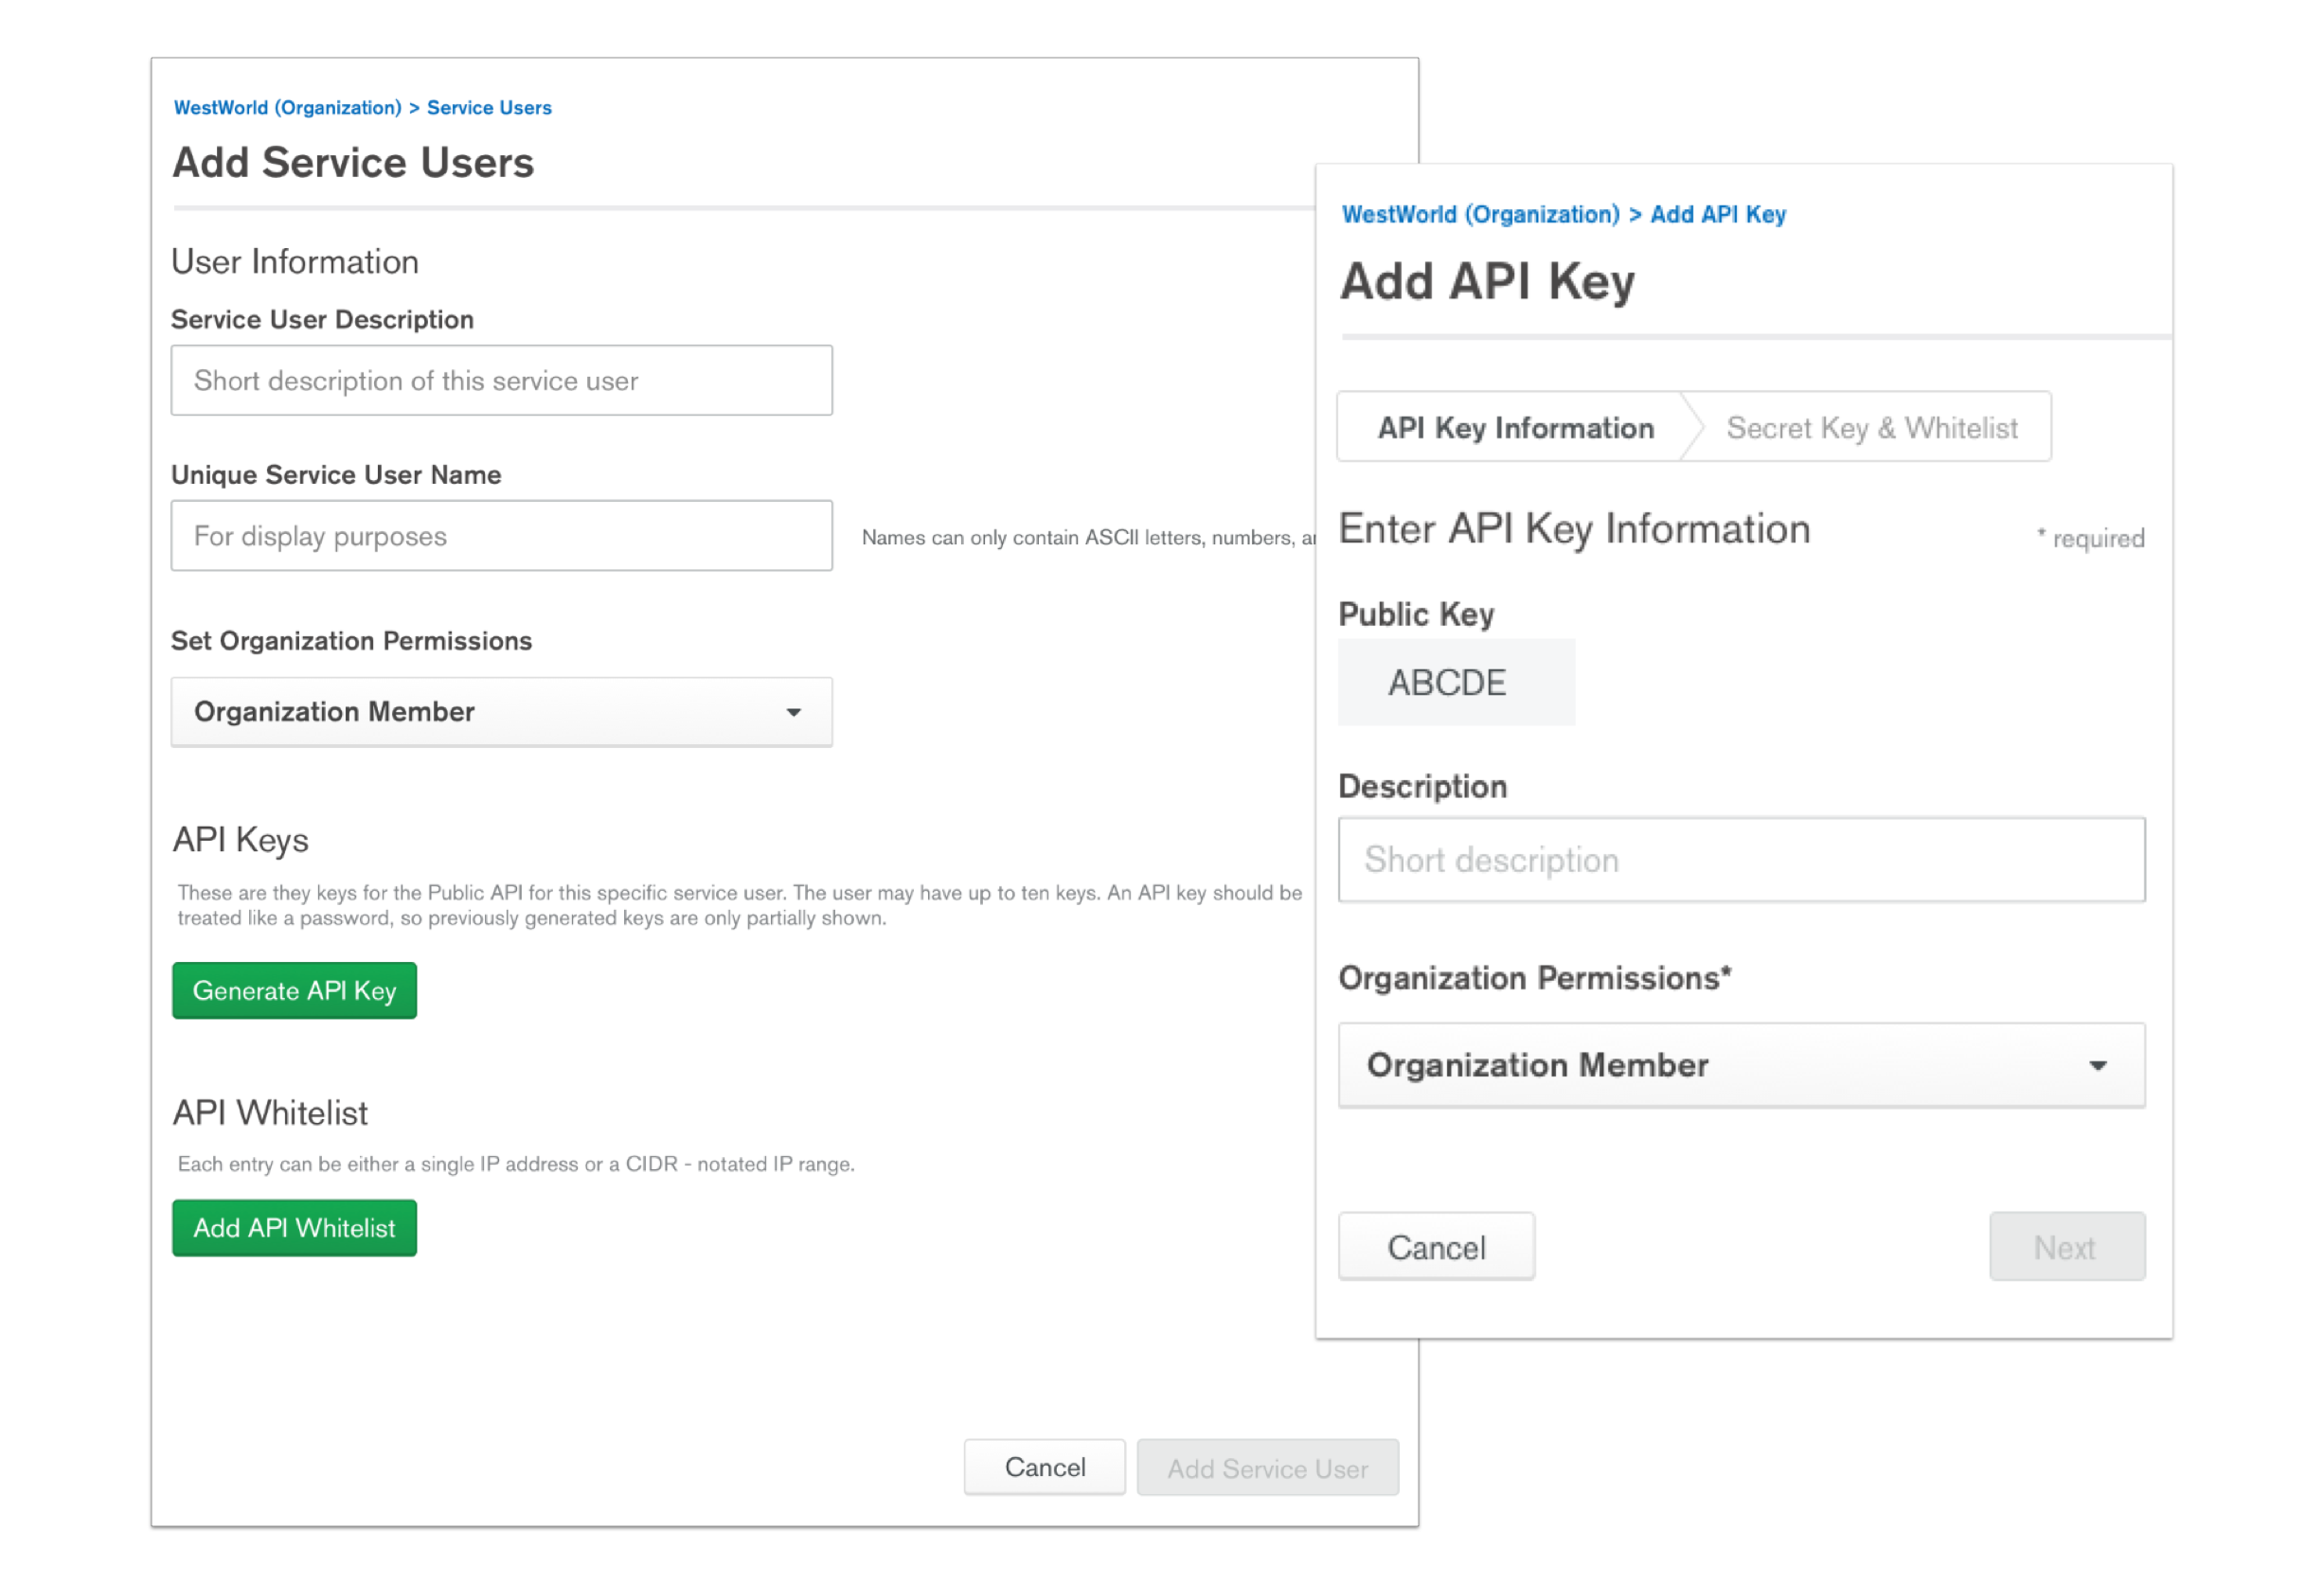 WestWorld (Organization) > Service Users
Add Service Users
User Information
Service User Description
Short description of this service user
Unique Service User Name
For display purposes
Names can only contain ASCII letters, numbers,
Set Organization Permissions
Organization Member
API Keys
These are they keys for the Public API for this specific service user. The user may have up to ten keys. An API key should be
treated like a password, so previously generated keys are only partially shown.
Generate API Key
API Whitelist
Each entry can be either a single IP address or a CIDR - notated IP range.
Add API Whitelist
Cancel
Add Service User
WestWorld (Organization) > Add API Key
Add API Key
API Key Information
Secret Key & Whitelist
Enter API Key Information
* required
Public Key
ABCDE
Description
Short description
Organization Permissions*
Organization Member
Cancel
Next